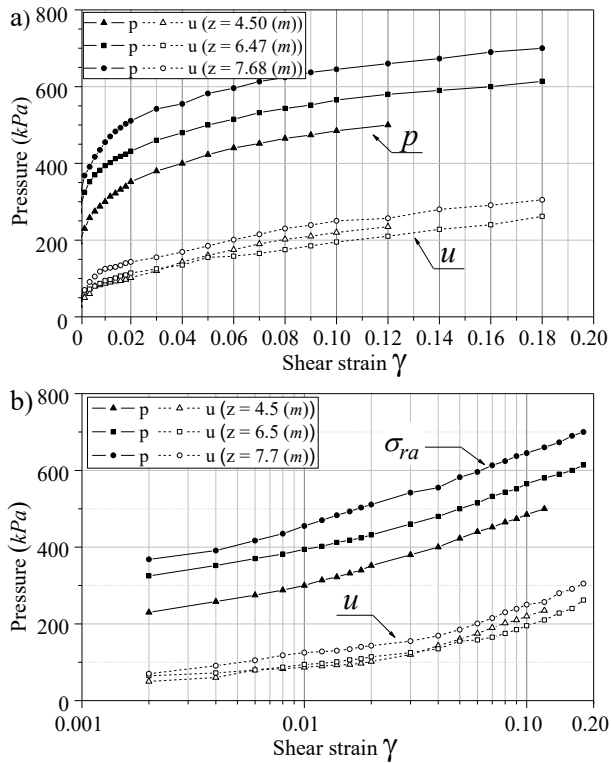 a)
800
600
400
200
0
Pressure (kPa)
p u (z = 4.50 (m))
p u (z = 6.47 (m))
p u (z = 7.68 (m))
p
u
0 0.02 0.04 0.06 0.08 0.10 0.12 0.14 0.16 0.18 0.20
Shear strain γ
b)
800
600
400
200
0
Pressure (kPa)
p u (z = 4.5 (m))
p u (z = 6.5 (m))
p u (z = 7.7 (m))
σra
u
0.001 0.01 0.10 0.20
Shear strain γ